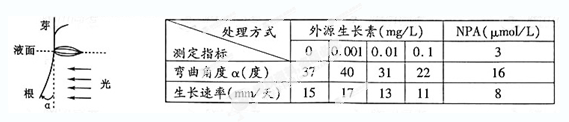 芽
液面
光
根
α
处理方式 外源生长素(mg/L) NPA(μmol/L)
测定指标 0 0.001 0.01 0.1 3
弯曲角度α(度) 37 40 31 22 16
生长速率(mm/天) 15 17 13 11 8